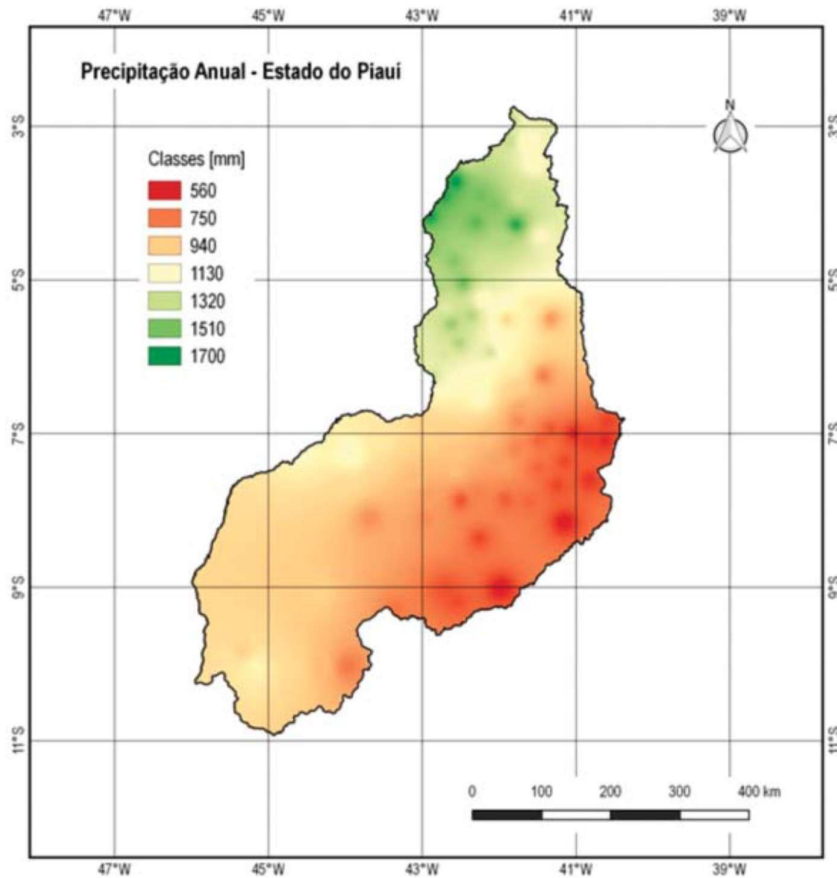 47°W 45°W 43°W 41°W 39°W
Precipitação Anual - Estado do Piauí
N
3°S 3°S
Classes [mm]
560
750
940
1130
1320
1510
1700
5°S 5°S
7°S 7°S
9°S 9°S
11°S 11°S
0 100 200 300 400 km
47°W 45°W 43°W 41°W 39°W